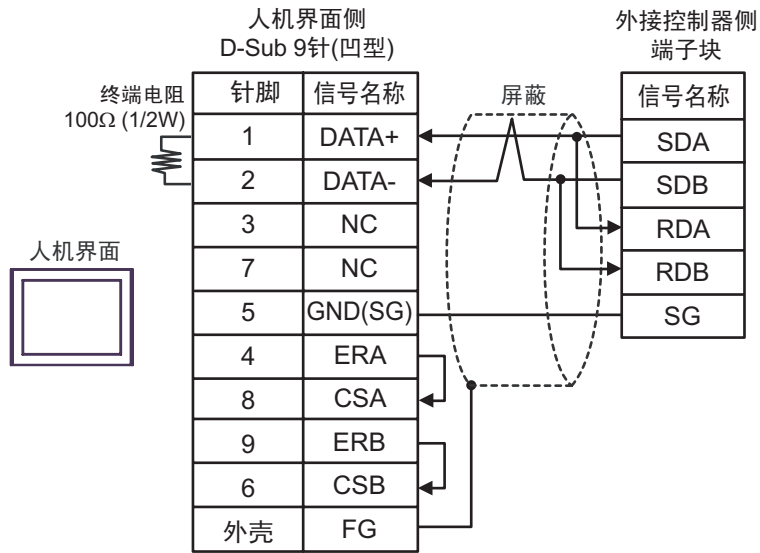 人机界面侧
D-Sub 9针(凹型)
外接控制器侧
端子块
终端电阻
100Ω (1/2W)
针脚 信号名称
屏蔽
信号名称
1 DATA+
SDA
2 DATA-
SDB
3 NC
RDA
人机界面
7 NC
RDB
5 GND(SG)
SG
4 ERA
8 CSA
9 ERB
6 CSB
外壳 FG